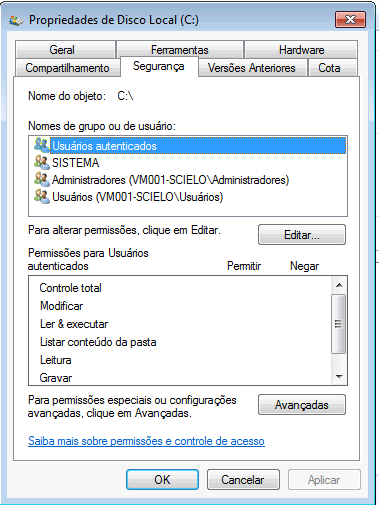 Propriedades de Disco Local (C:)
Geral Ferramentas Hardware
Compartilhamento Segurança Versões Anteriores Cota
Nome do objeto: C:\
Nomes de grupo ou de usuário:
Usuários autenticados
SISTEMA
Administradores (VM001-SCIELO\Administradores)
Usuários (VM001-SCIELO\Usuários)
Para alterar permissões, clique em Editar.
Editar...
Permissões para Usuários
autenticados Permitir Negar
Controle total
Modificar
Ler & executar
Listar conteúdo da pasta
Leitura
Gravar
Para permissões especiais ou configurações
avançadas, clique em Avançadas.
Avançadas
Saiba mais sobre permissões e controle de acesso
OK Cancelar Aplicar